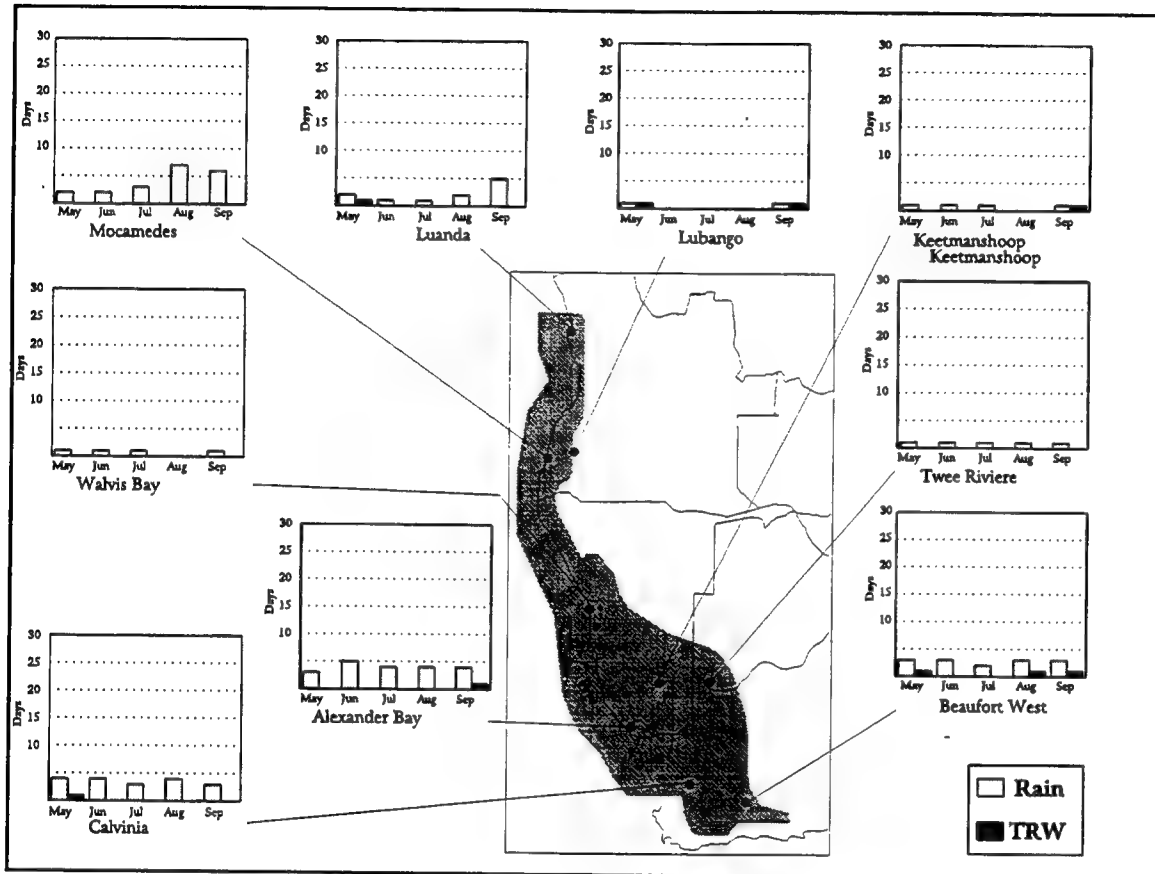 30
25
20
15
10
Days
May Jun Jul Aug Sep
Mocamedes
30
25
20
15
10
Days
May Jun Jul Aug Sep
Luanda
30
25
20
15
10
Days
May Jun Jul Aug Sep
Lubango
30
25
20
15
10
Days
May Jun Jul Aug Sep
Keetmanshoop
Keetmanshoop
30
25
20
15
10
Days
May Jun Jul Aug Sep
Walvis Bay
30
25
20
15
10
Days
May Jun Jul Aug Sep
Twee Riviere
30
25
20
15
10
Days
May Jun Jul Aug Sep
Alexander Bay
30
25
20
15
10
Days
May Jun Jul Aug Sep
Beaufort West
30
25
20
15
10
Days
May Jun Jul Aug Sep
Calvinia
Rain
TRW